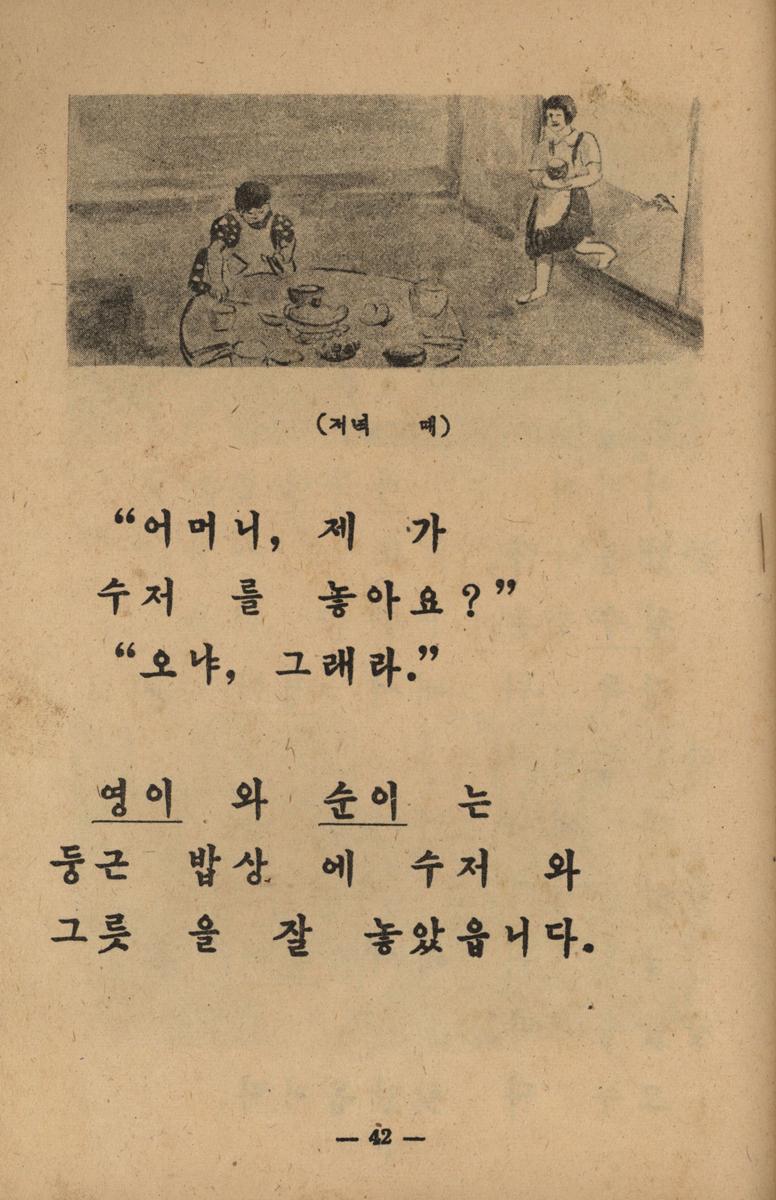 (저녁 때)
“어머니, 제 가
수저 를 놓아요?”
“오냐, 그래라.”
영이 와 순이 는
둥근 밥상 에 수저 와
그릇 을 잘 놓았읍니다.
— 42 —